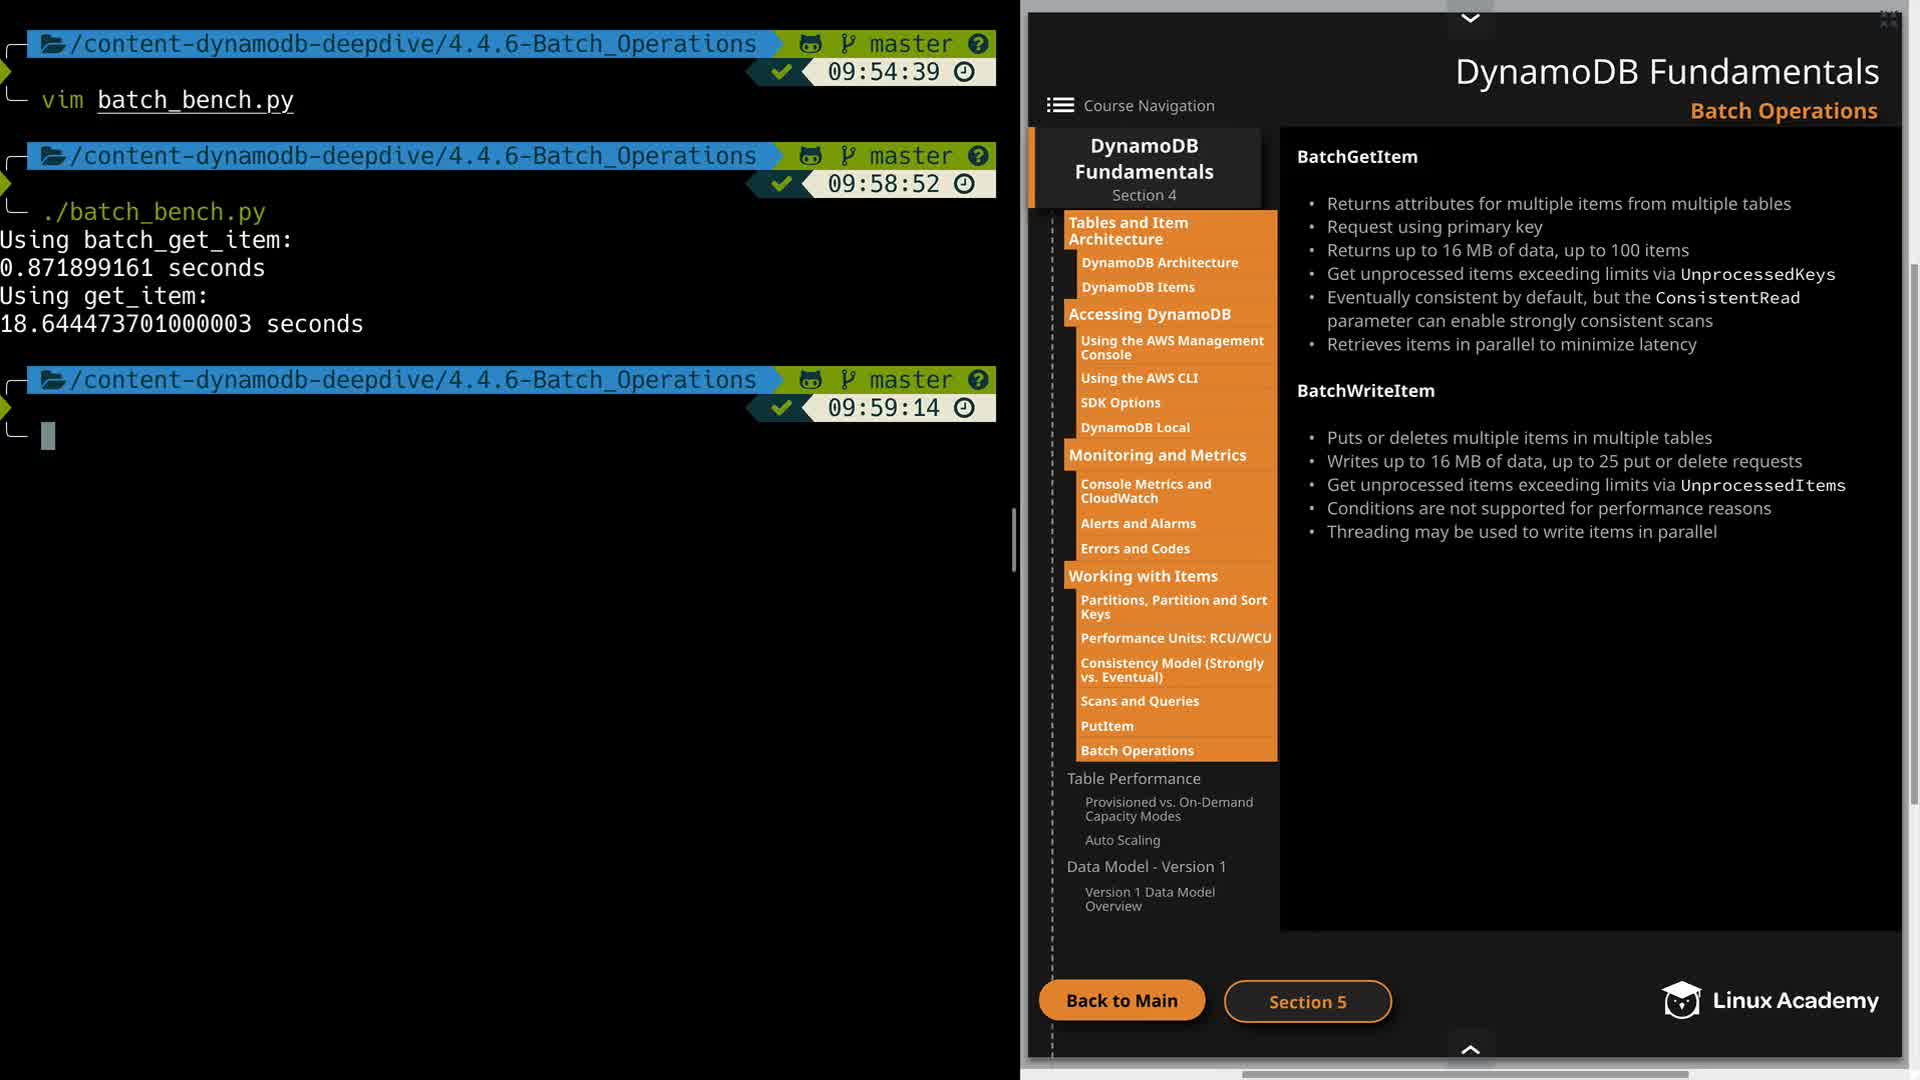 /content-dynamodb-deepdive/4.4.6-Batch_Operations master ?
09:54:39
vim batch_bench.py
/content-dynamodb-deepdive/4.4.6-Batch_Operations master ?
09:58:52
./batch_bench.py
Using batch_get_item:
0.871899161 seconds
Using get_item:
18.644473701000003 seconds
/content-dynamodb-deepdive/4.4.6-Batch_Operations master ?
09:59:14
DynamoDB Fundamentals
Batch Operations
Course Navigation
DynamoDB
Fundamentals
Section 4
Tables and Item
Architecture
DynamoDB Architecture
DynamoDB Items
Accessing DynamoDB
Using the AWS Management
Console
Using the AWS CLI
SDK Options
DynamoDB Local
Monitoring and Metrics
Console Metrics and
CloudWatch
Alerts and Alarms
Errors and Codes
Working with Items
Partitions, Partition and Sort
Keys
Performance Units: RCU/WCU
Consistency Model (Strongly
vs. Eventual)
Scans and Queries
PutItem
Batch Operations
Table Performance
Provisioned vs. On-Demand
Capacity Modes
Auto Scaling
Data Model - Version 1
Version 1 Data Model
Overview
BatchGetItem
• Returns attributes for multiple items from multiple tables
• Request using primary key
• Returns up to 16 MB of data, up to 100 items
• Get unprocessed items exceeding limits via UnprocessedKeys
• Eventually consistent by default, but the ConsistentRead
parameter can enable strongly consistent scans
• Retrieves items in parallel to minimize latency
BatchWriteItem
• Puts or deletes multiple items in multiple tables
• Writes up to 16 MB of data, up to 25 put or delete requests
• Get unprocessed items exceeding limits via UnprocessedItems
• Conditions are not supported for performance reasons
• Threading may be used to write items in parallel
Back to Main
Section 5
Linux Academy